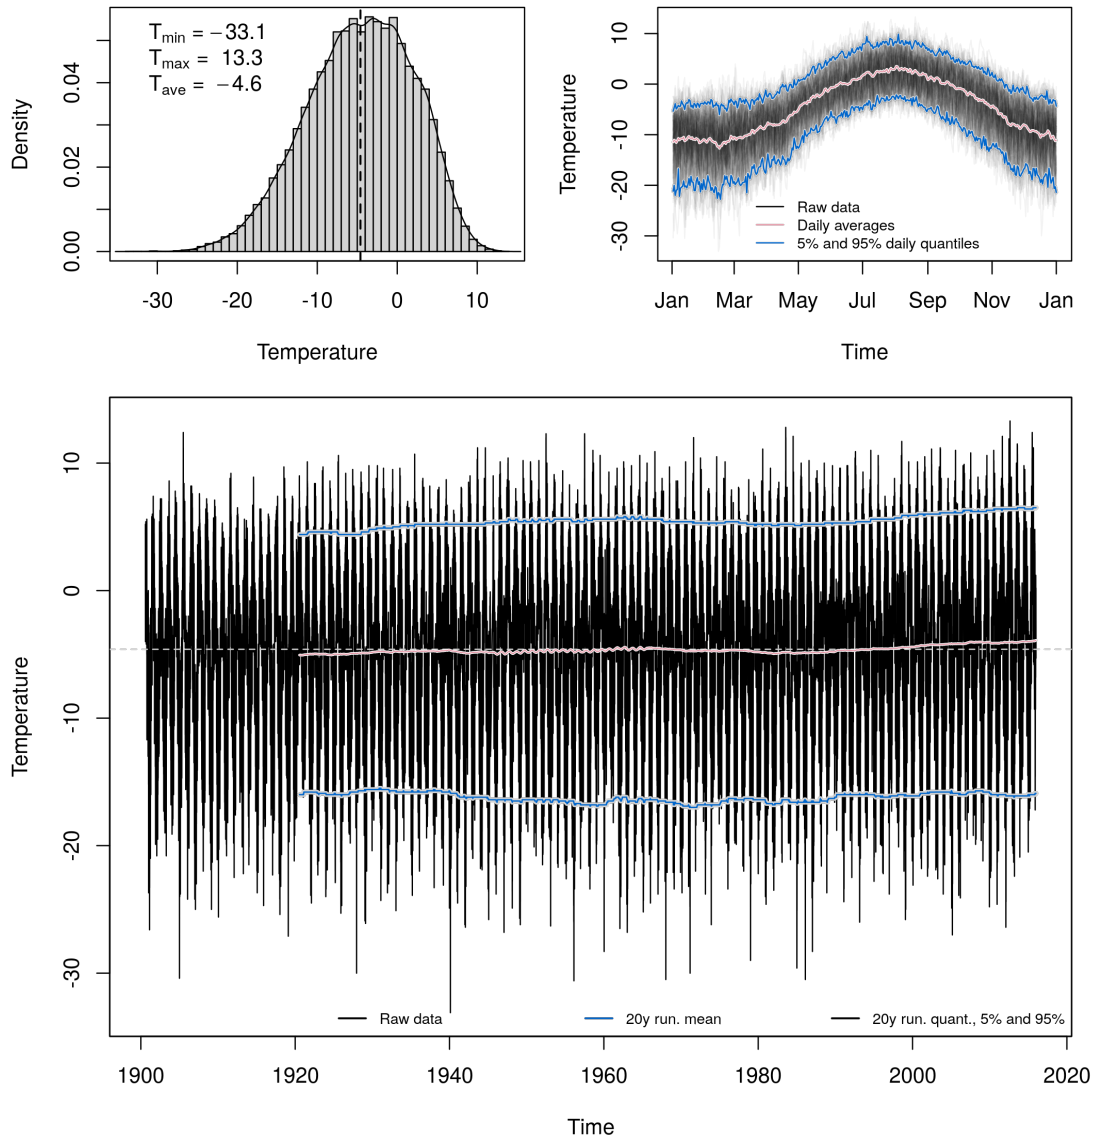 Tmin = −33.1
Tmax = 13.3
Tave = −4.6
Density
0.00
0.02
0.04
-30
-20
-10
0
10
Temperature
Temperature
10
0
-10
-20
-30
Raw data
Daily averages
5% and 95% daily quantiles
Jan
Mar
May
Jul
Sep
Nov
Jan
Time
Temperature
10
0
-10
-20
-30
Raw data
20y run. mean
20y run. quant., 5% and 95%
1900
1920
1940
1960
1980
2000
2020
Time